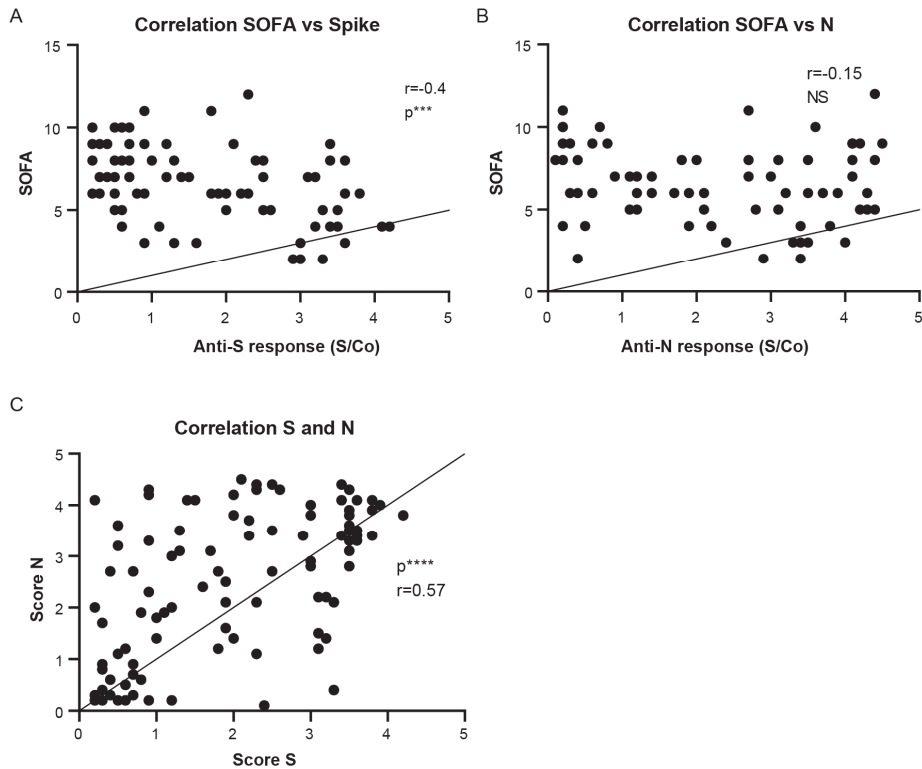 A
Correlation SOFA vs Spike
15
10
5
0
SOFA
r=-0.4
p***
0 1 2 3 4 5
Anti-S response (S/Co)
B
Correlation SOFA vs N
15
10
5
0
SOFA
r=-0.15
NS
0 1 2 3 4 5
Anti-N response (S/Co)
C
Correlation S and N
5
4
3
2
1
0
Score N
p****
r=0.57
0 1 2 3 4 5
Score S